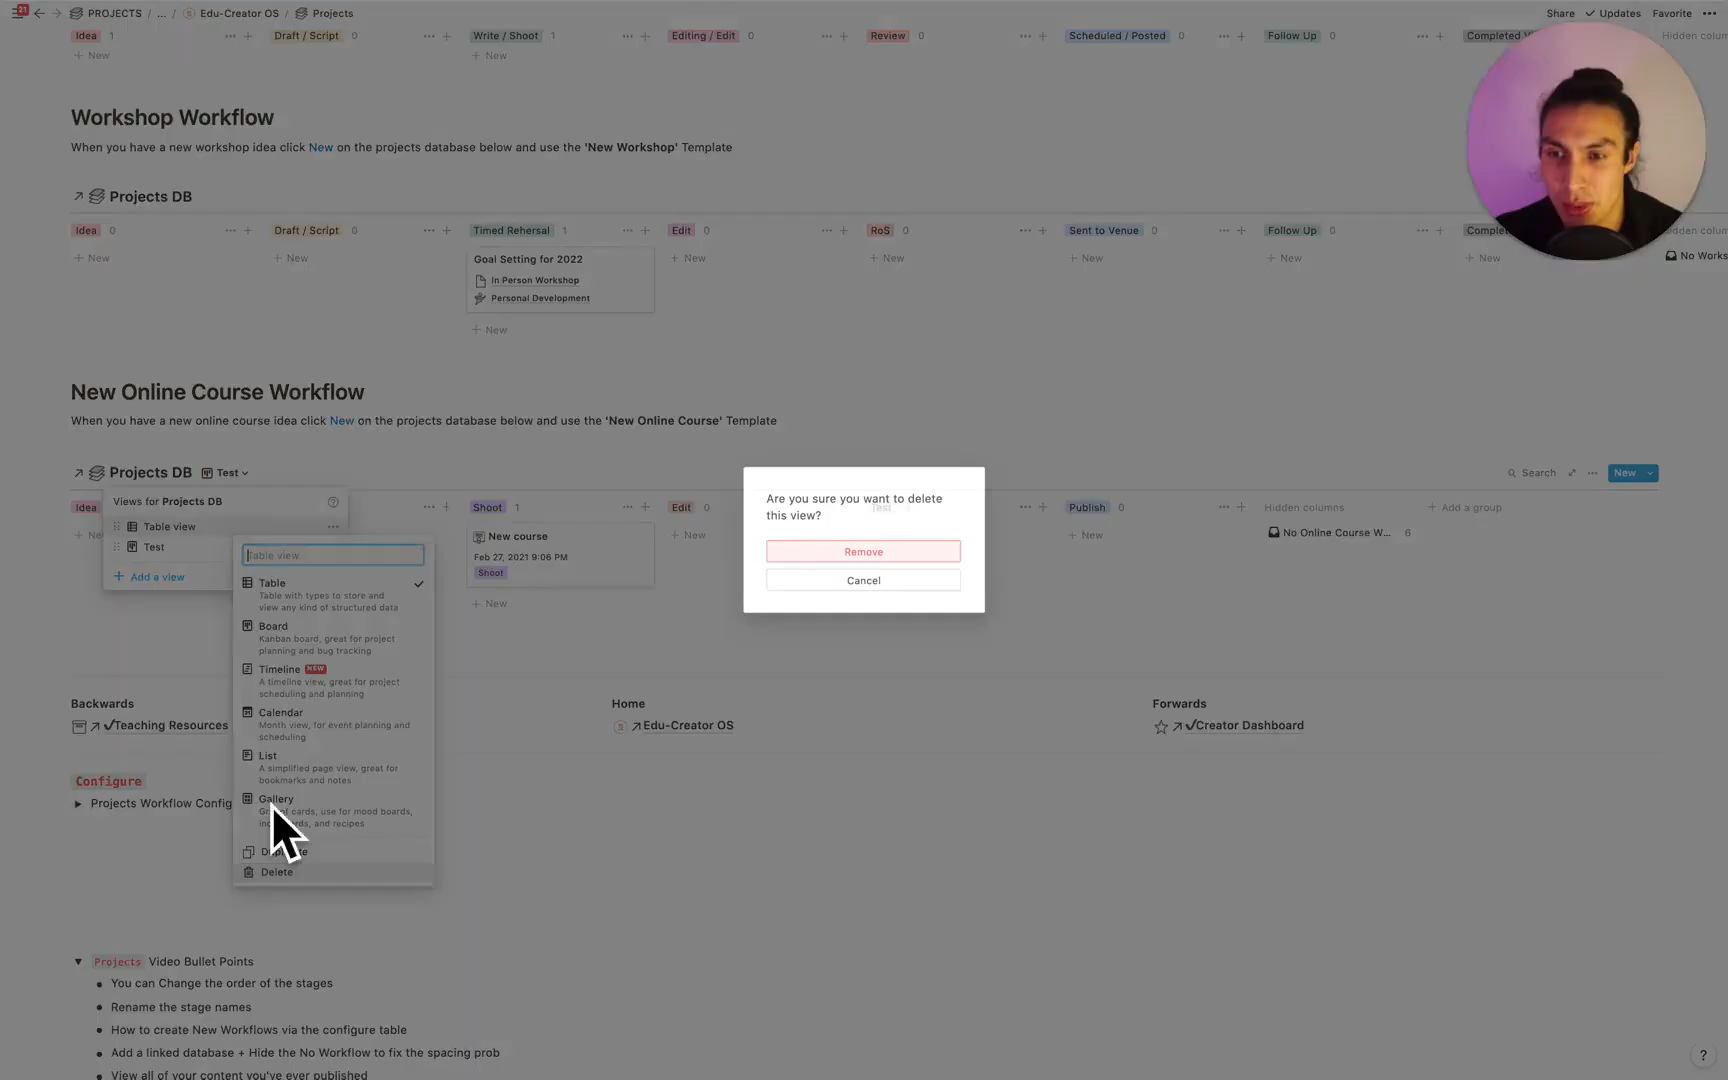 21 PROJECTS / ... / Edu-Creator OS / Projects Share Updates Favorite
Idea 1 Draft / Script 0 Write / Shoot 1 Editing / Edit 0 Review 0 Scheduled / Posted 0 Follow Up 0 Completed Hidden colum
New New
Workshop Workflow
When you have a new workshop idea click New on the projects database below and use the 'New Workshop' Template
Projects DB
Idea 0 Draft / Script 0 Timed Rehersal 1 Edit 0 RoS 0 Sent to Venue 0 Follow Up 0 Complet idden colum
New New New New New New New No Works
Goal Setting for 2022
In Person Workshop
Personal Development
New
New Online Course Workflow
When you have a new online course idea click New on the projects database below and use the 'New Online Course' Template
Projects DB Test Search New
Views for Projects DB
Table view
Test
Add a view
Table view
Table
Table with types to store and
view any kind of structured data
Board
Kanban board, great for project
planning and bug tracking
Timeline NEW
A timeline view, great for project
scheduling and planning
Calendar
Month view, for event planning and
scheduling
List
A simplified page view, great for
bookmarks and notes
Gallery
cards, use for mood boards,
and recipes
Delete
Idea Shoot 1 Edit 0 Publish 0 Hidden columns Add a group
Ne New New No Online Course W... 6
New course
Feb 27, 2021 9:06 PM
Shoot
New
Are you sure you want to delete
this view?
Test
Remove
Cancel
Backwards Home Forwards
Teaching Resources Edu-Creator OS Creator Dashboard
Configure
Projects Workflow Config
Projects Video Bullet Points
You can Change the order of the stages
Rename the stage names
How to create New Workflows via the configure table
Add a linked database + Hide the No Workflow to fix the spacing prob
View all of your content you've ever published
?